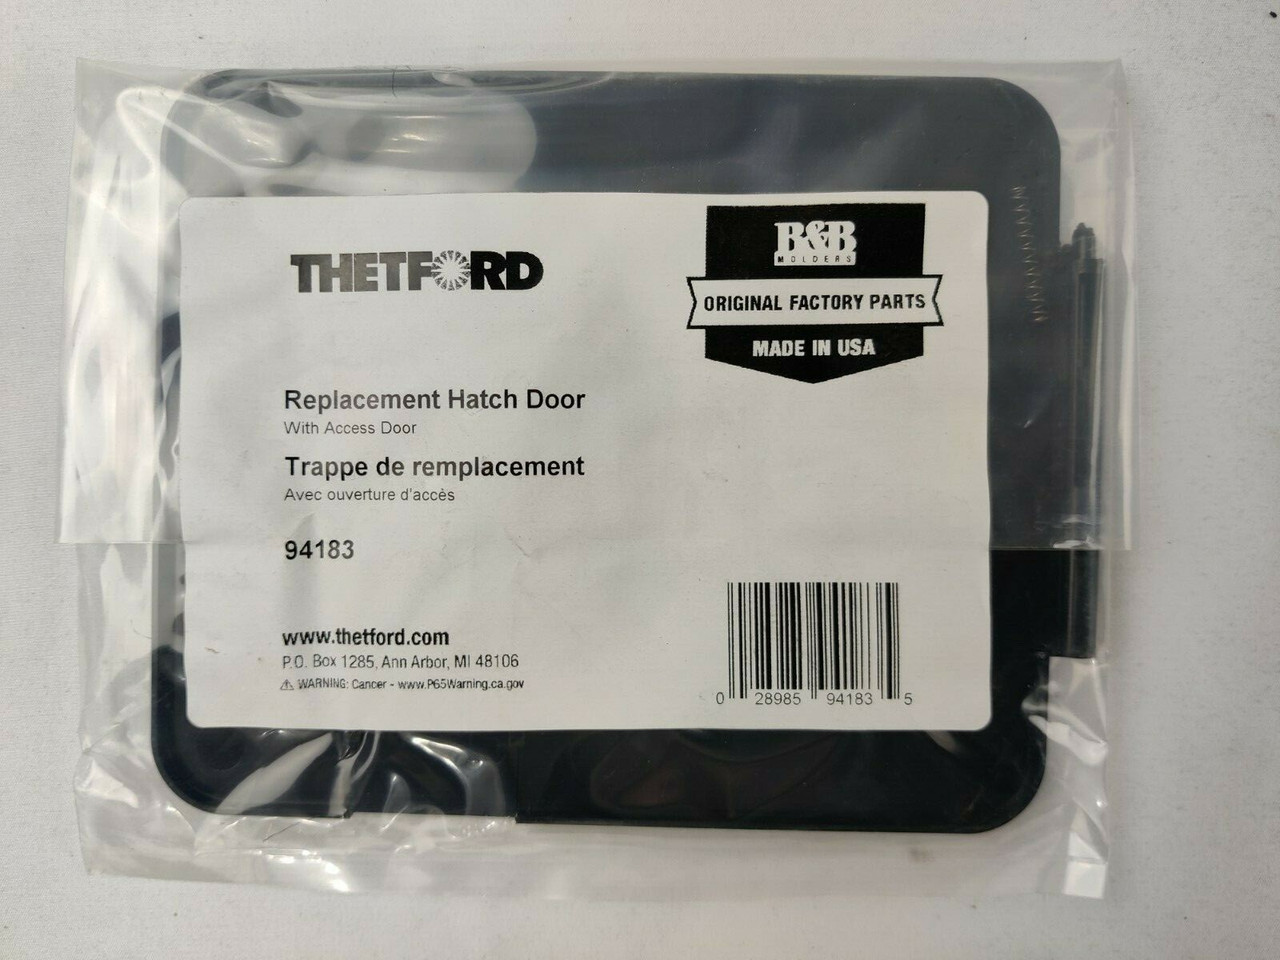 THETFORD
B&B
MOLDERS
ORIGINAL FACTORY PARTS
MADE IN USA
Replacement Hatch Door
With Access Door
Trappe de remplacement
Avec ouverture d'accès
94183
www.thetford.com
P.O. Box 1285, Ann Arbor, MI 48106
⚠ WARNING: Cancer - www.P65Warning.ca.gov
0 28985 94183 5